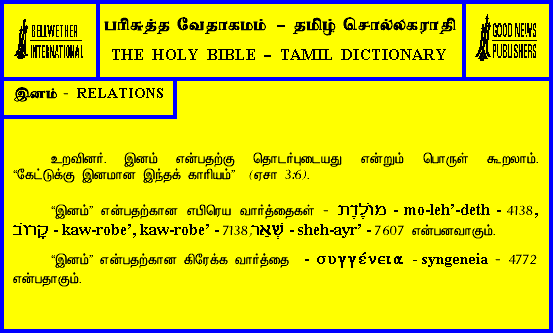 BELLWETHER
INTERNATIONAL
பரிசுத்த வேதாகமம் – தமிழ் சொல்லகராதி
THE HOLY BIBLE – TAMIL DICTIONARY
GOOD NEWS
PUBLISHERS
இனம் - RELATIONS
உறவினர். இனம் என்பதற்கு தொடர்புடையது என்றும் பொருள் கூறலாம்.
“கேட்டுக்கு இனமான இந்தக் காரியம்” (ஏசா 3:6).
“இனம்” என்பதற்கான எபிரெய வார்த்தைகள் - מוֹלֶדֶת - mo-leh’-deth - 4138,
קָרוֹב - kaw-robe’, kaw-robe’ - 7138, שְׁאֵר - sheh-ayr’ - 7607 என்பனவாகும்.
“இனம்” என்பதற்கான கிரேக்க வார்த்தை - συγγένεια - syngeneia - 4772
என்பதாகும்.